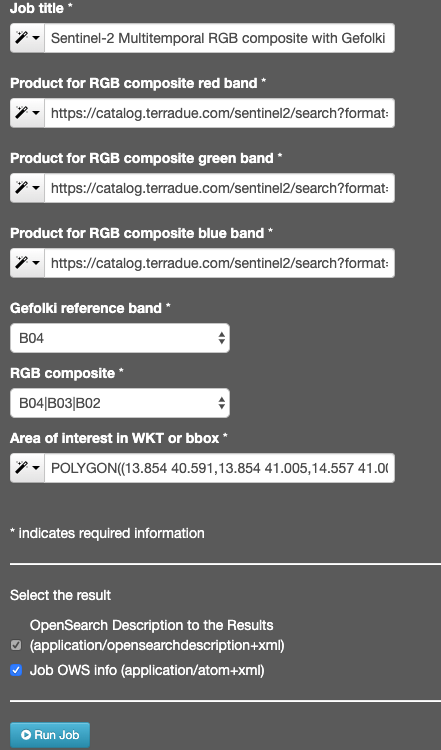 Job title *
Sentinel-2 Multitemporal RGB composite with Gefolki
Product for RGB composite red band *
https://catalog.terradue.com/sentinel2/search?format=
Product for RGB composite green band *
https://catalog.terradue.com/sentinel2/search?format=
Product for RGB composite blue band *
https://catalog.terradue.com/sentinel2/search?format=
Gefolki reference band *
B04
RGB composite *
B04|B03|B02
Area of interest in WKT or bbox *
POLYGON((13.854 40.591,13.854 41.005,14.557 41.00
* indicates required information
Select the result
OpenSearch Description to the Results
(application/opensearchdescription+xml)
Job OWS info (application/atom+xml)
Run Job